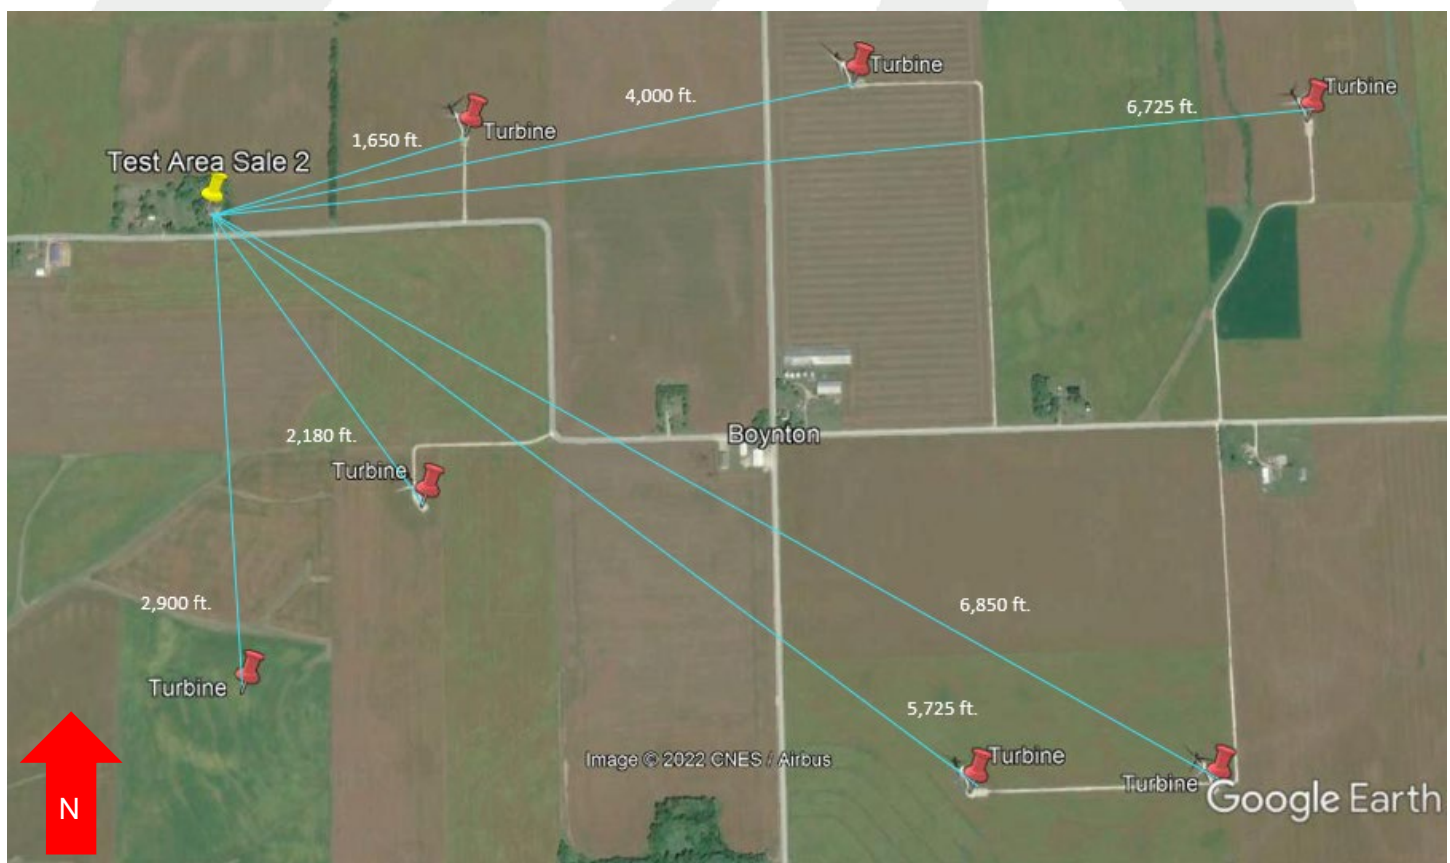 Turbine
4,000 ft.
Turbine
6,725 ft.
Turbine
1,650 ft.
Test Area Sale 2
Boynton
2,180 ft.
Turbine
2,900 ft.
6,850 ft.
Turbine
5,725 ft.
Image © 2022 CNES / Airbus
Turbine
Turbine
Google Earth
N